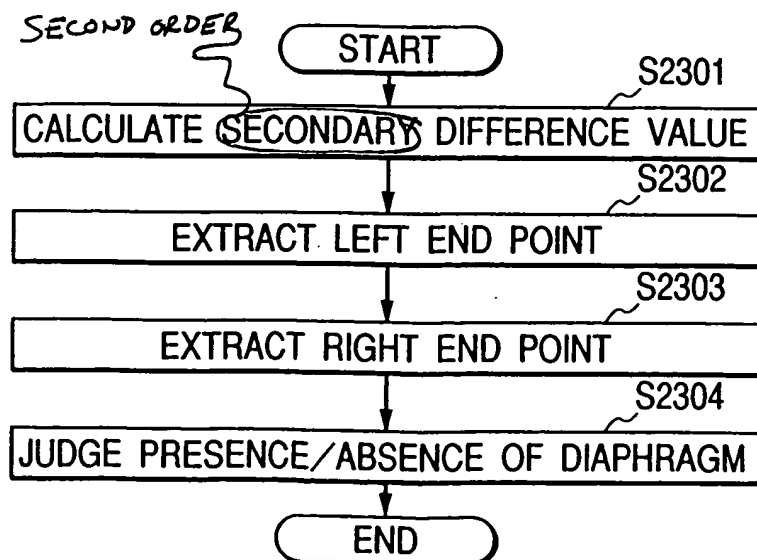 SECOND ORDER
START
S2301
CALCULATE SECONDARY DIFFERENCE VALUE
S2302
EXTRACT LEFT END POINT
S2303
EXTRACT RIGHT END POINT
S2304
JUDGE PRESENCE/ABSENCE OF DIAPHRAGM
END